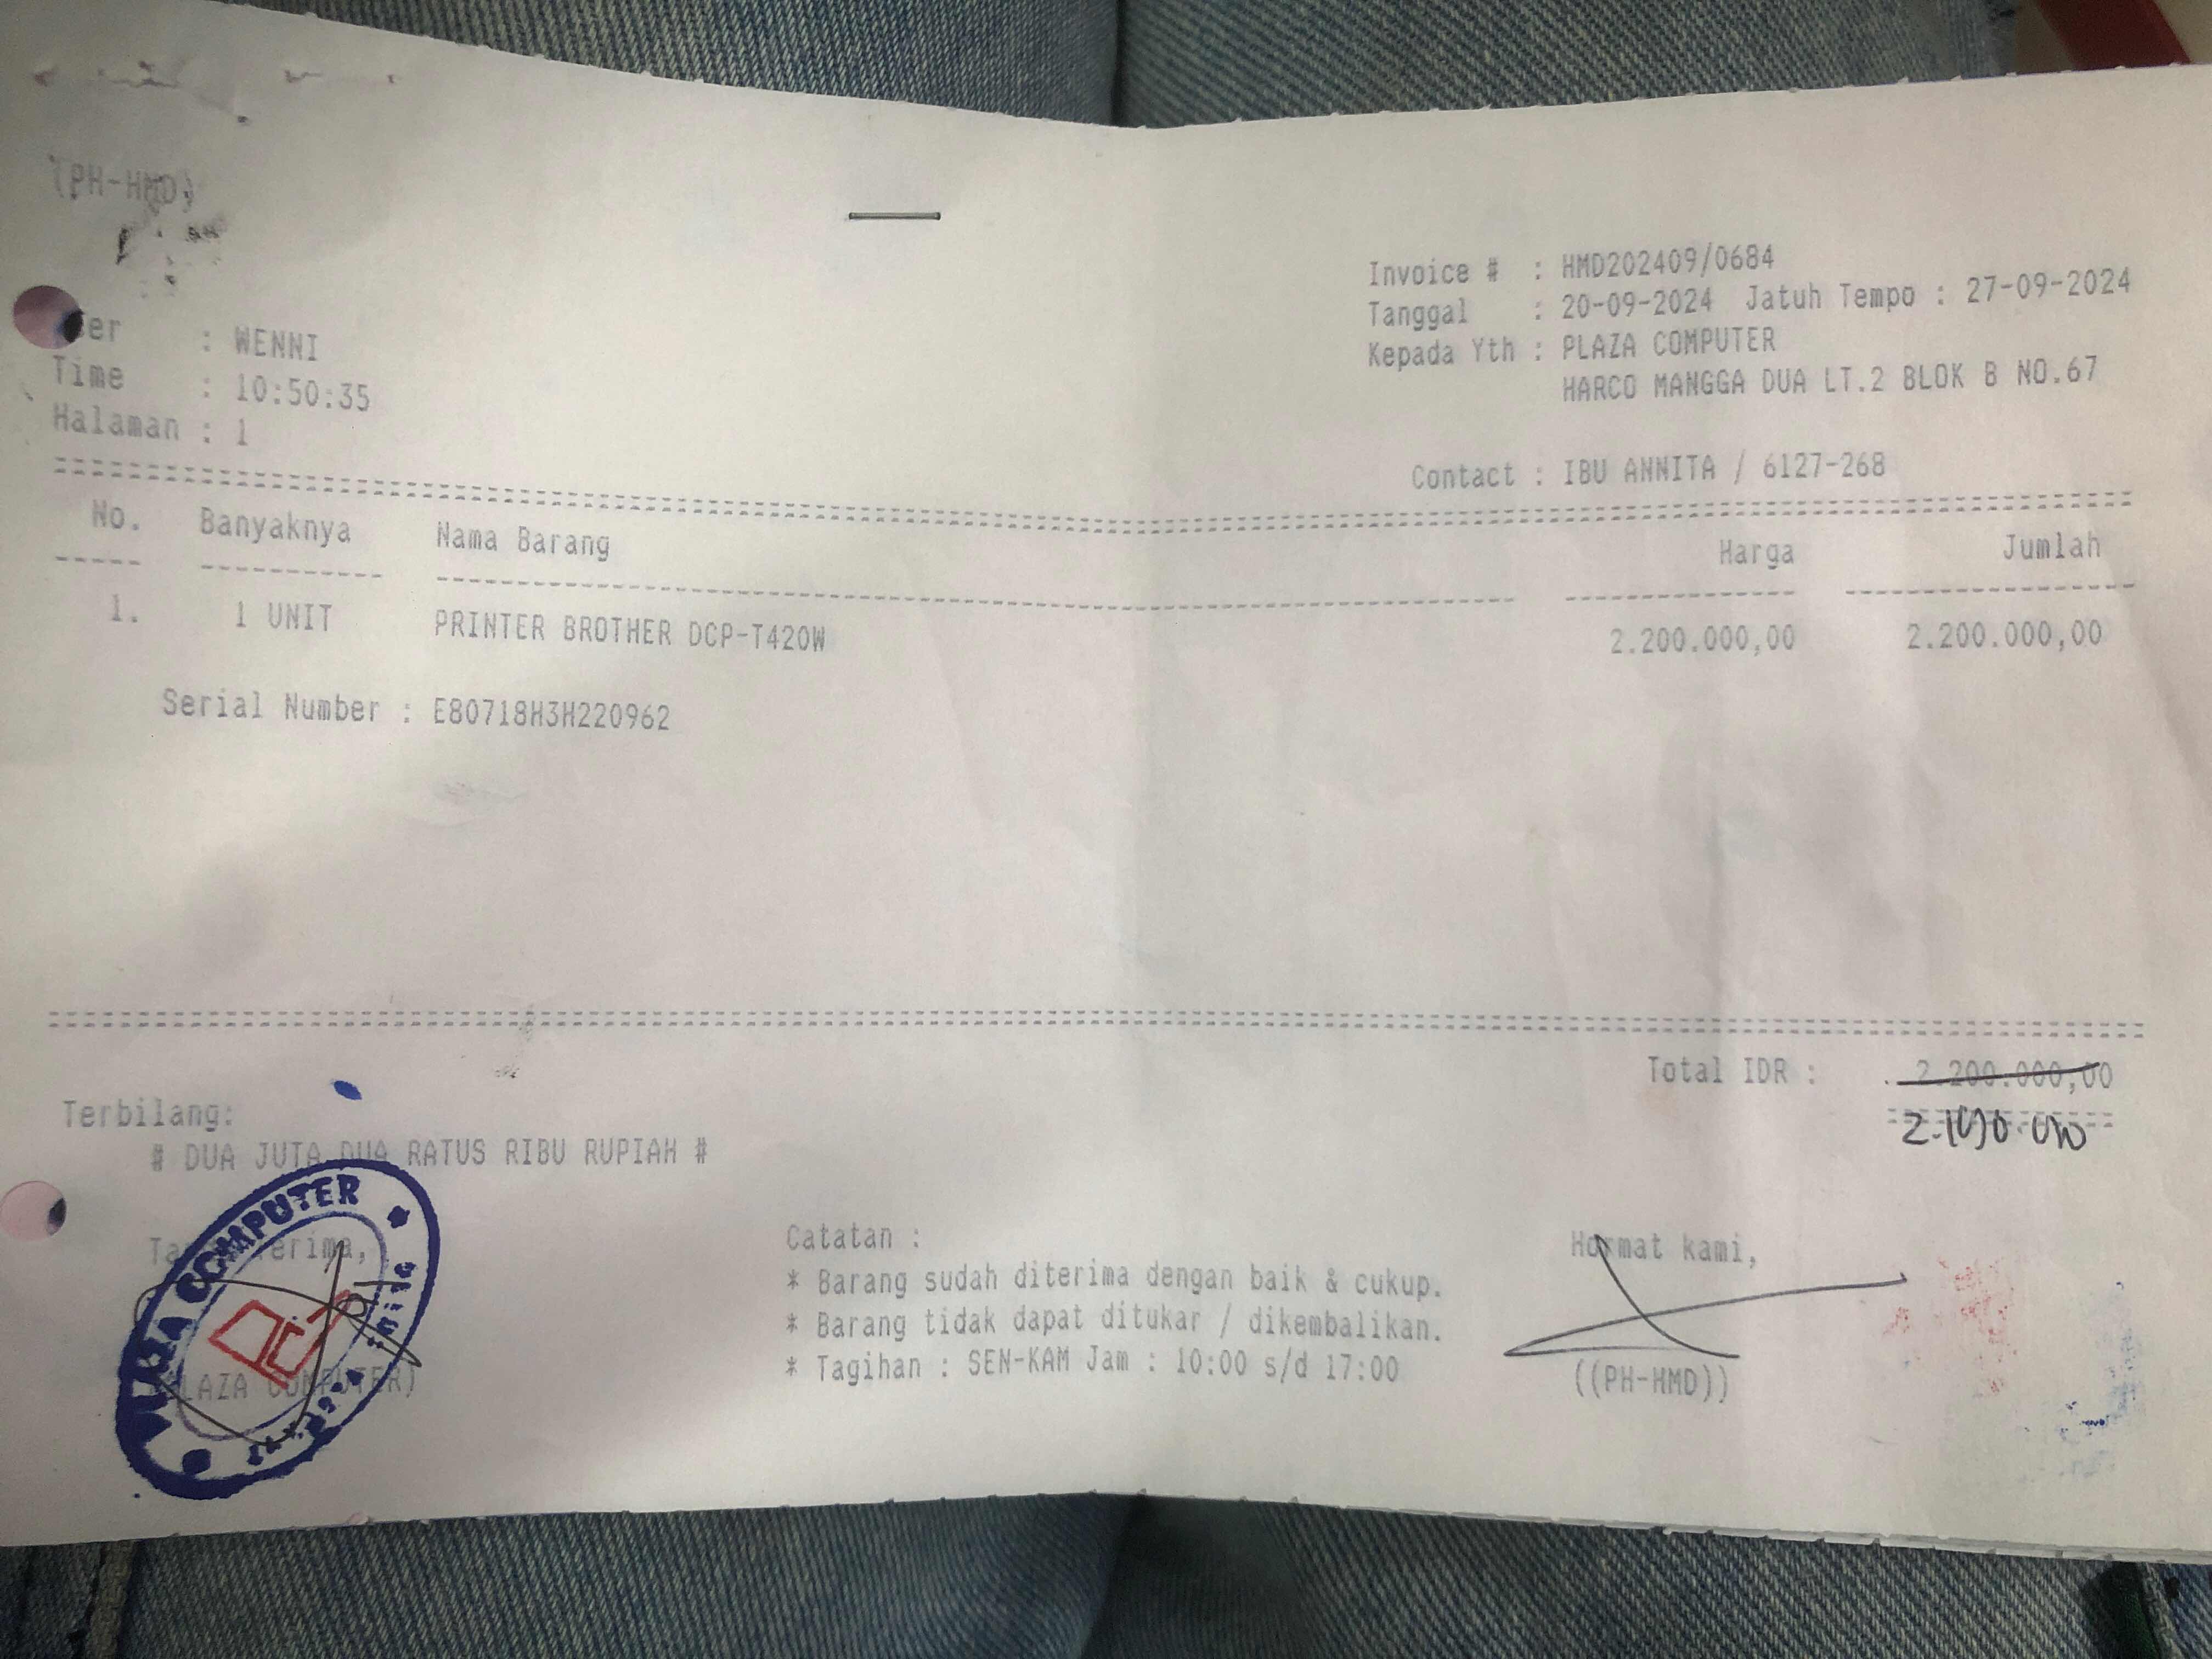 (PH-HMD)
Invoice # : HMD202409/0684
Tanggal : 20-09-2024 Jatuh Tempo : 27-09-2024
Kepada Yth : PLAZA COMPUTER
HARCO MANGGA DUA LT.2 BLOK B NO.67
: WENNI
Time : 10:50:35
Halaman : 1
Contact : IBU ANNITA / 6127-268
No. Banyaknya Nama Barang Harga Jumlah
1. 1 UNIT PRINTER BROTHER DCP-T420W 2.200.000,00 2.200.000,00
Serial Number : E80718H3H220962
Total IDR : 2.200.000,00
Terbilang:
# DUA JUTA DUA RATUS RIBU RUPIAH #
Catatan :
* Barang sudah diterima dengan baik & cukup.
* Barang tidak dapat ditukar / dikembalikan.
* Tagihan : SEN-KAM Jam : 10:00 s/d 17:00
Hormat kami,
((PH-HMD))
PLAZA COMPUTER